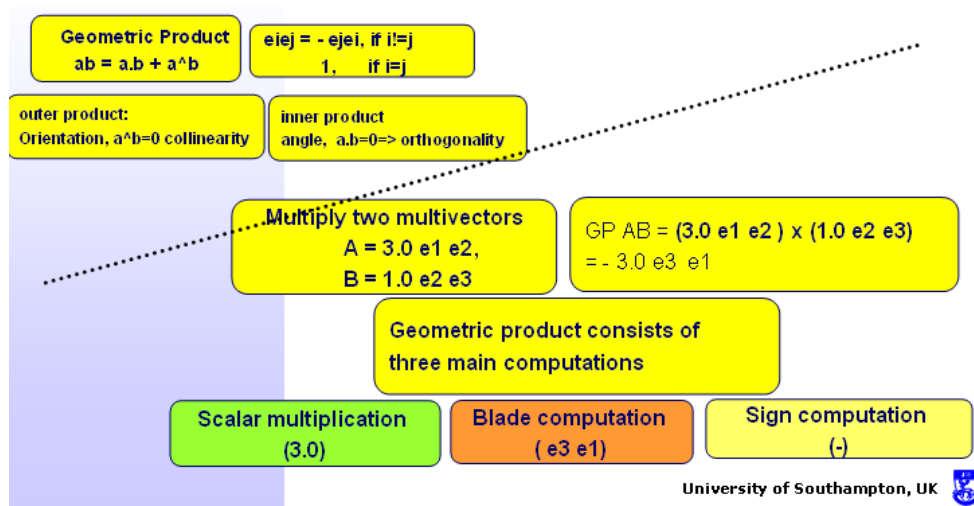 Geometric Product
ab = a.b + a^b
eiej = - ejei, if i!=j
1, if i=j
outer product:
Orientation, a^b=0 collinearity
inner product
angle, a.b=0=> orthogonality
Multiply two multivectors
A = 3.0 e1 e2,
B = 1.0 e2 e3
GP AB = (3.0 e1 e2 ) x (1.0 e2 e3)
= - 3.0 e3 e1
Geometric product consists of
three main computations
Scalar multiplication
(3.0)
Blade computation
( e3 e1)
Sign computation
(-)
University of Southampton, UK